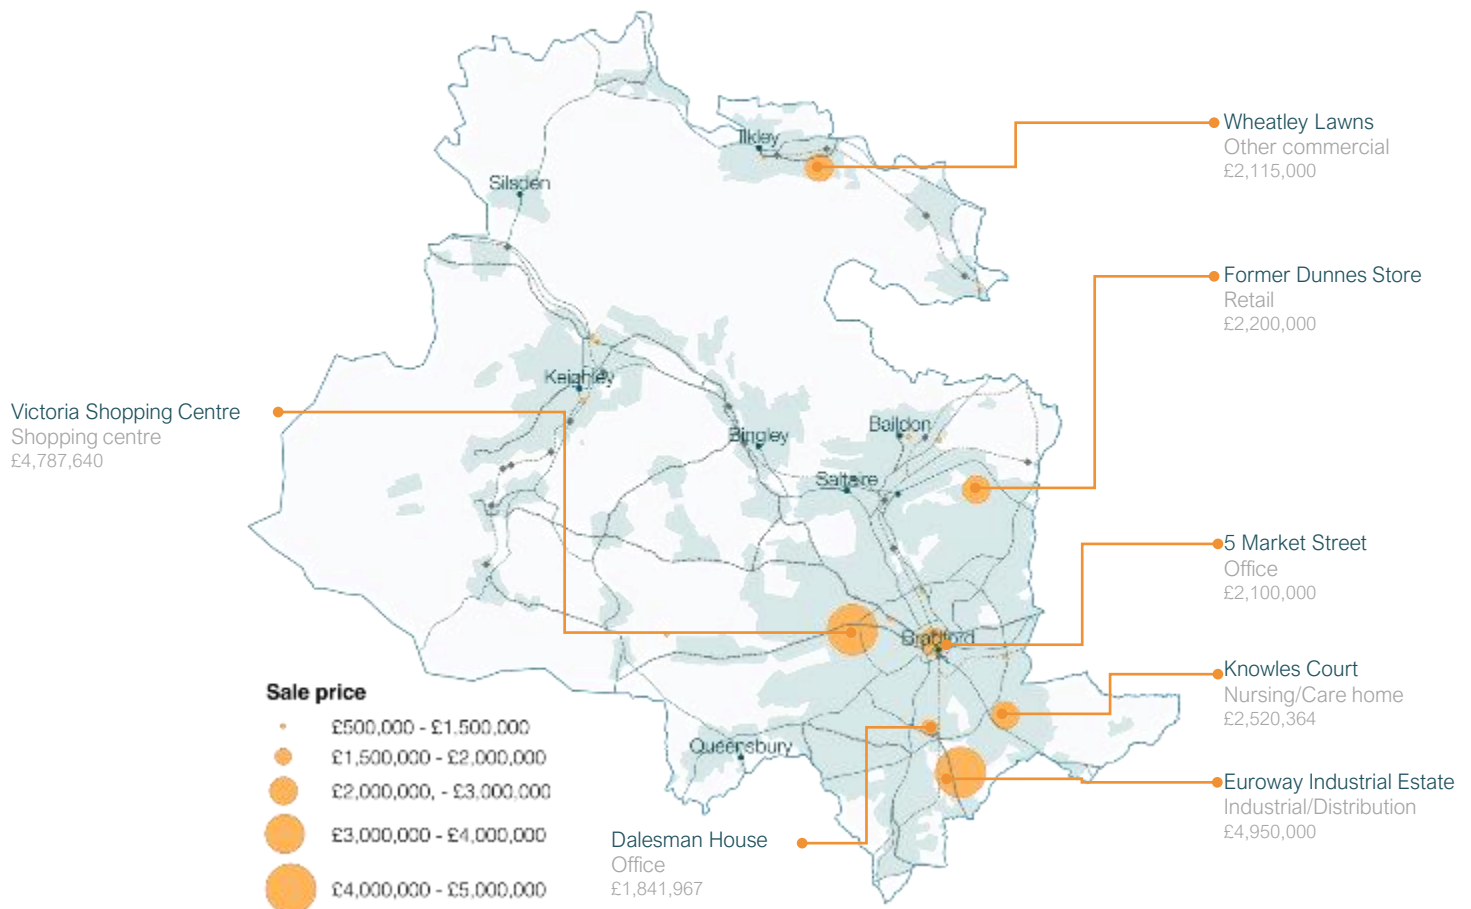 Ilkley
Silsden
Keighley
Bingley
Baildon
Saltaire
Bradford
Queensbury
Wheatley Lawns
Other commercial
£2,115,000
Former Dunnes Store
Retail
£2,200,000
Victoria Shopping Centre
Shopping centre
£4,787,640
5 Market Street
Office
£2,100,000
Knowles Court
Nursing/Care home
£2,520,364
Euroway Industrial Estate
Industrial/Distribution
£4,950,000
Dalesman House
Office
£1,841,967
Sale price
£500,000 - £1,500,000
£1,500,000 - £2,000,000
£2,000,000, - £3,000,000
£3,000,000 - £4,000,000
£4,000,000 - £5,000,000